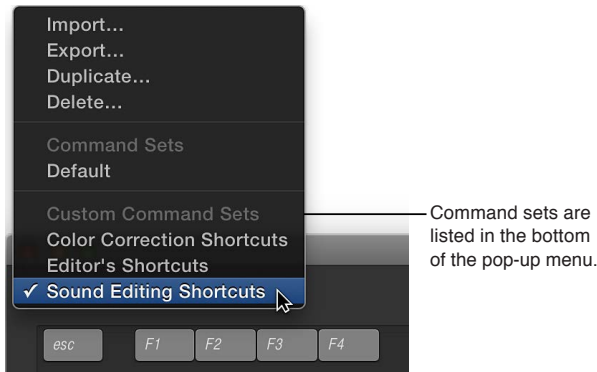 Import…
Export…
Duplicate…
Delete…
Command Sets
Default
Custom Command Sets
Color Correction Shortcuts
Editor's Shortcuts
✓ Sound Editing Shortcuts
Command sets are
listed in the bottom
of the pop-up menu.
esc F1 F2 F3 F4